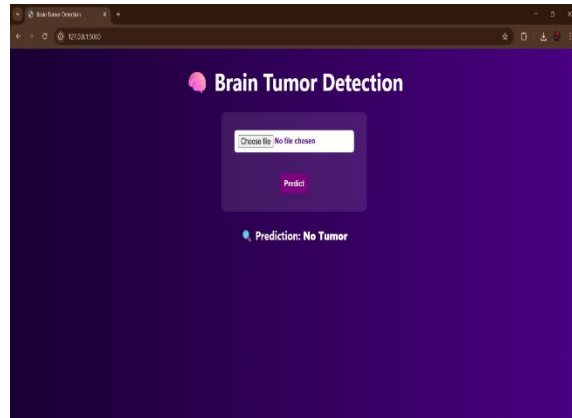 Brain Tumor Detection
127.0.0.1:5000
Brain Tumor Detection
Choose file No file chosen
Predict
Prediction: No Tumor